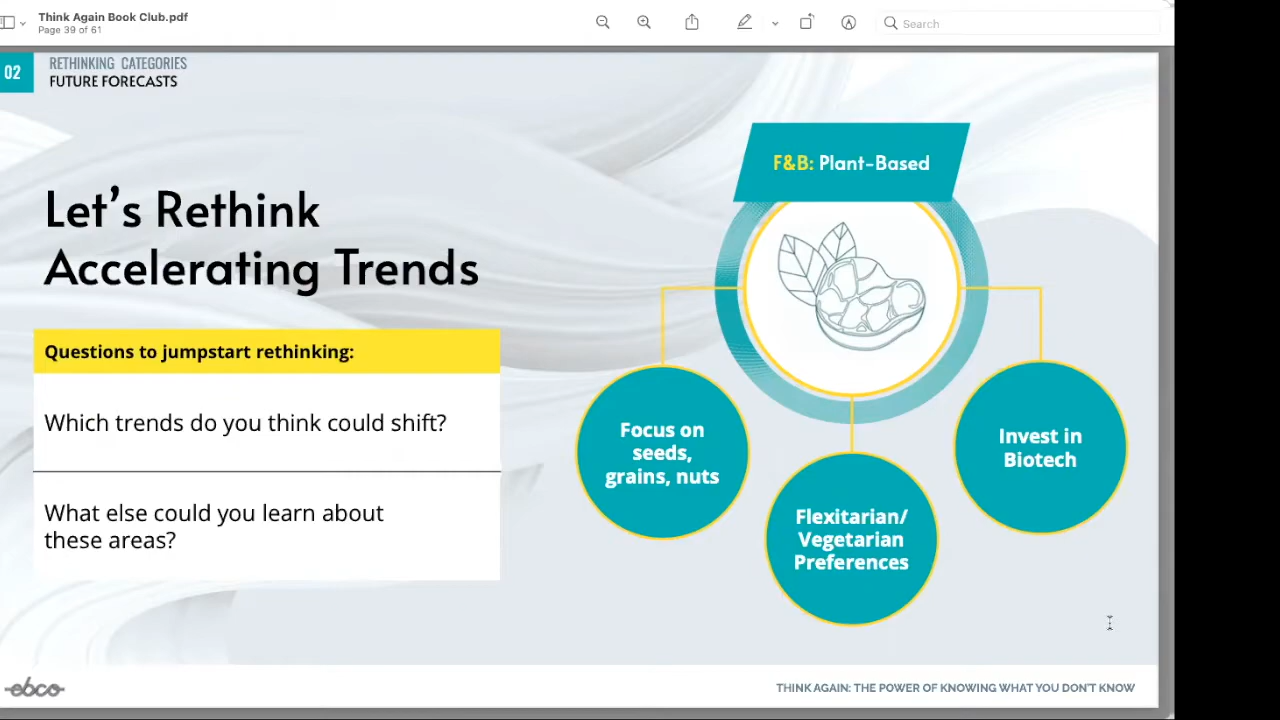 Think Again Book Club.pdf
Page 39 of 61
Search
02
RETHINKING CATEGORIES
FUTURE FORECASTS
Let’s Rethink
Accelerating Trends
Questions to jumpstart rethinking:
Which trends do you think could shift?
What else could you learn about
these areas?
F&B: Plant-Based
Focus on
seeds,
grains, nuts
Flexitarian/
Vegetarian
Preferences
Invest in
Biotech
ebco
THINK AGAIN: THE POWER OF KNOWING WHAT YOU DON'T KNOW